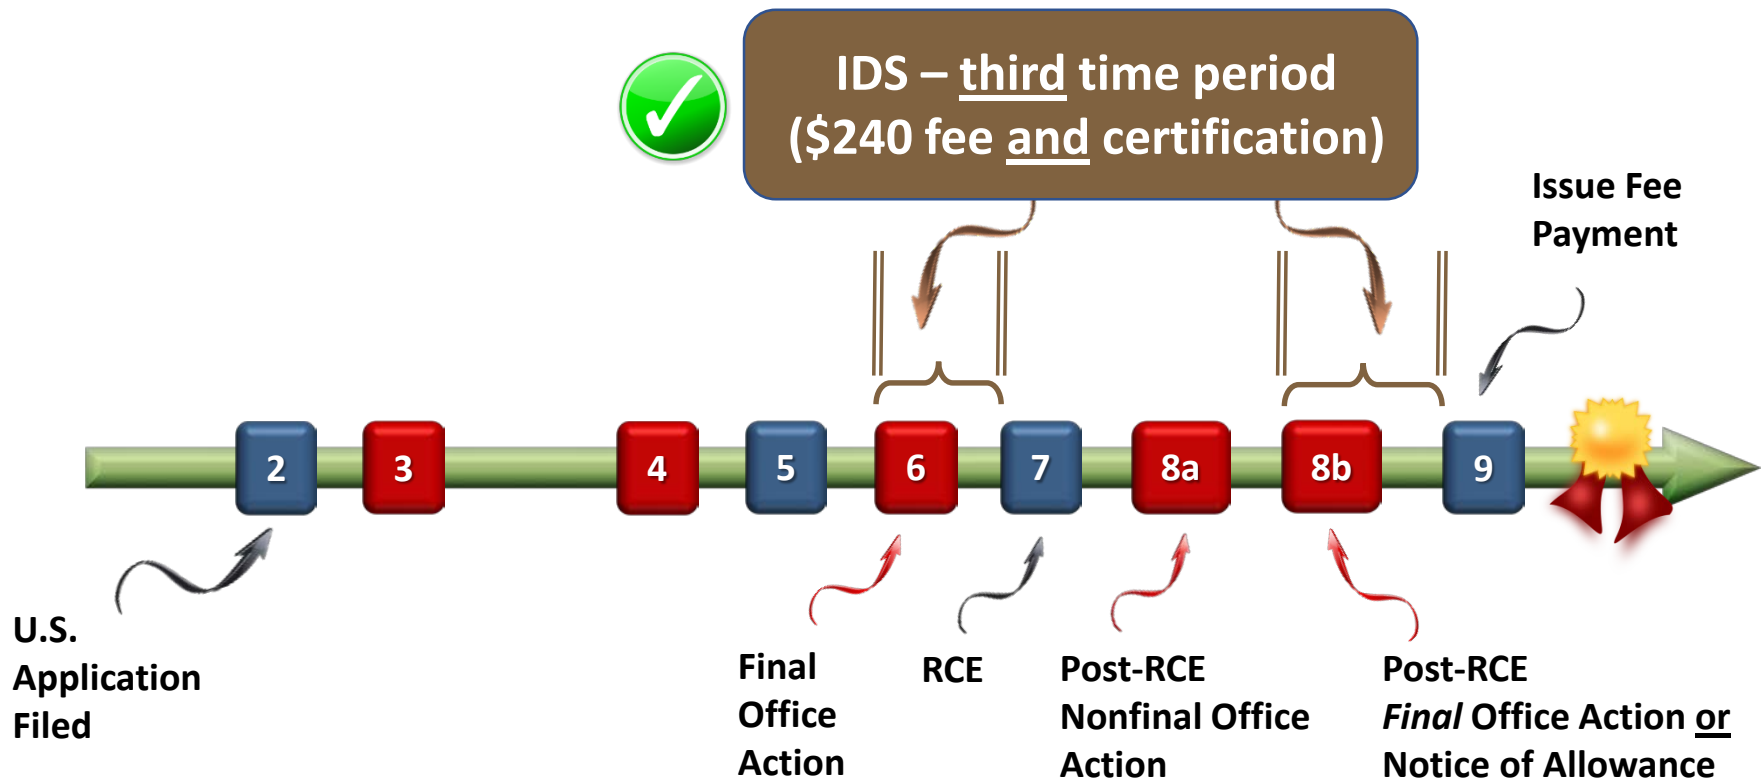 IDS – third time period
($240 fee and certification)
Issue Fee
Payment
2
3
4
5
6
7
8a
8b
9
U.S.
Application
Filed
Final
Office
Action
RCE
Post-RCE
Nonfinal Office
Action
Post-RCE
Final Office Action or
Notice of Allowance